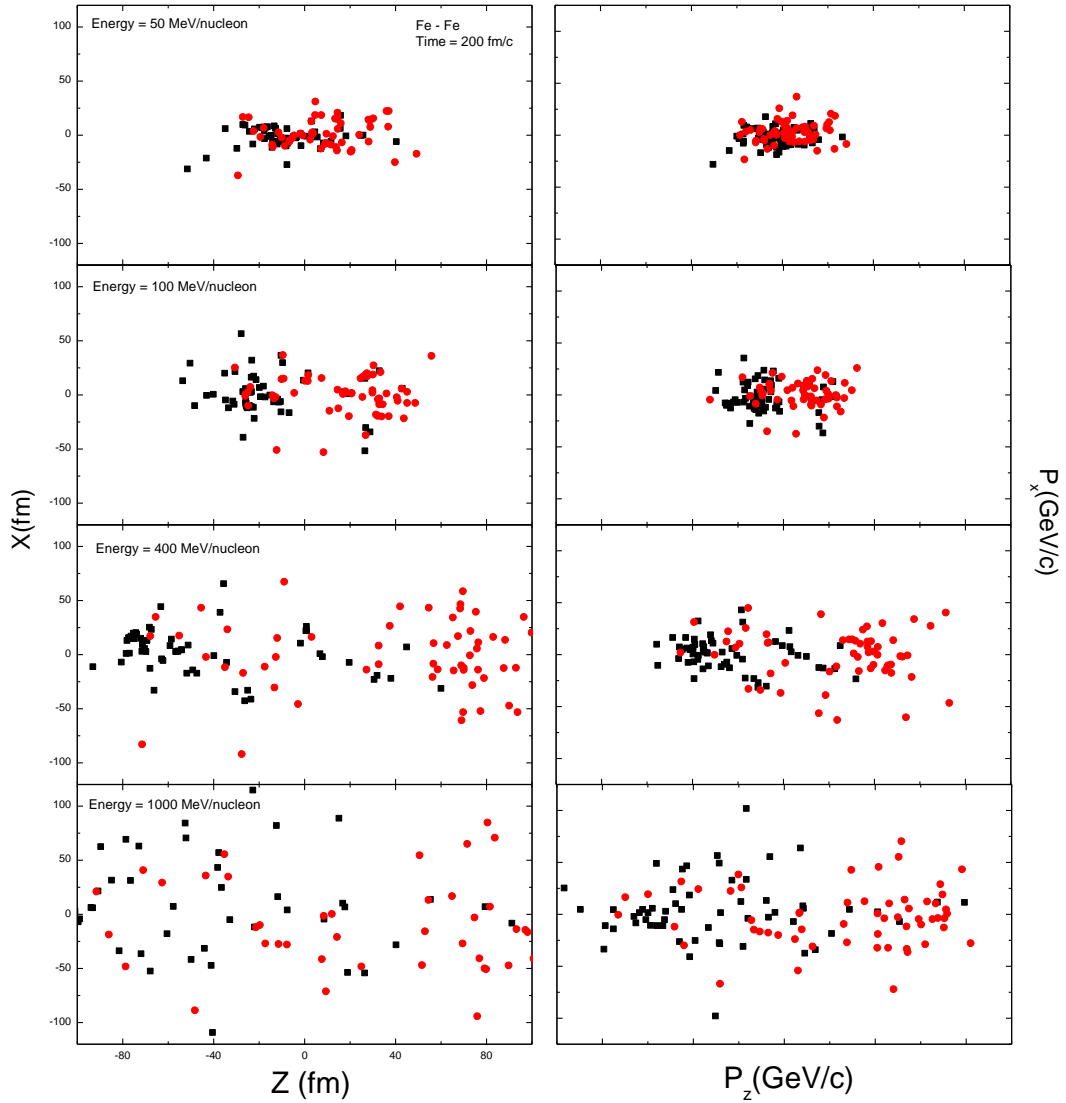 Energy = 50 MeV/nucleon
Fe - Fe
Time = 200 fm/c
100
50
0
-50
-100
Energy = 100 MeV/nucleon
100
50
0
-50
-100
X(fm)
P_x(GeV/c)
Energy = 400 MeV/nucleon
100
50
0
-50
-100
Energy = 1000 MeV/nucleon
100
50
0
-50
-100
-80 -40 0 40 80
Z (fm)
P_z(GeV/c)